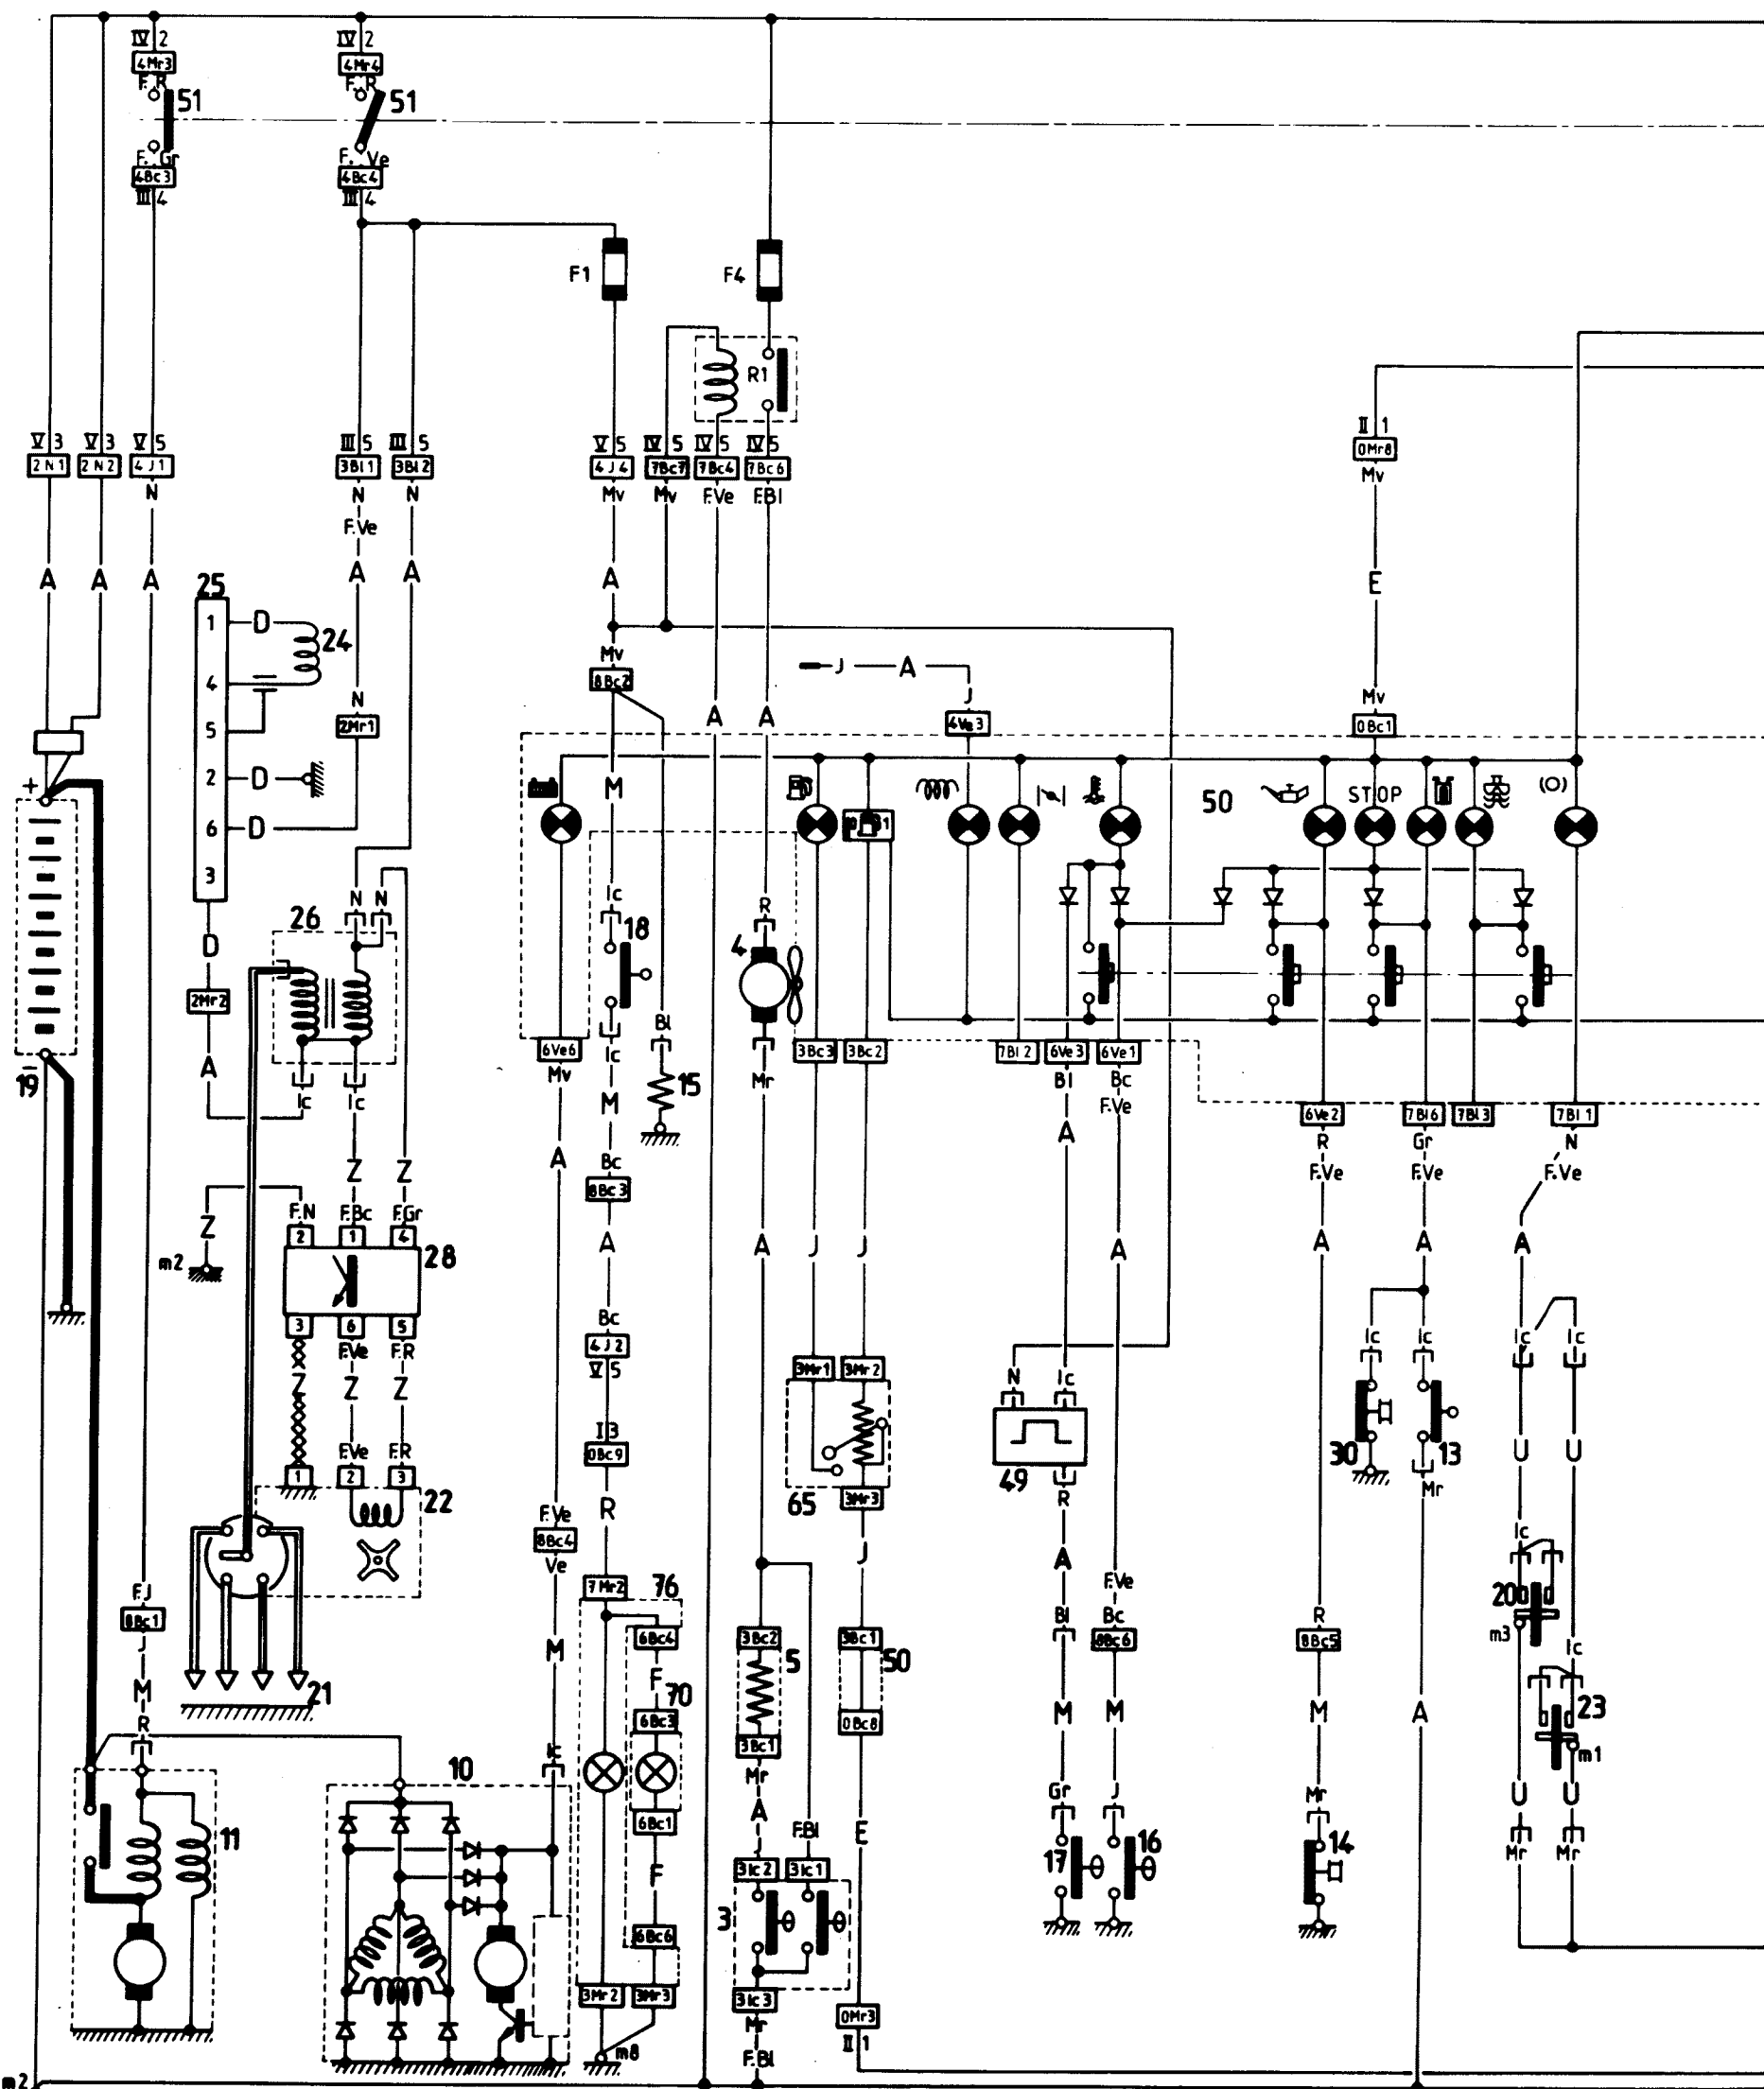 IV 2 IV 2
4Mr3 4Mr4
F.R F.R
51 51
F. Gr F. Ve
4Bc3 4Bc4
III 4 III 4
F1 F4
R1
V 3 V 3 V 5 III 5 III 5 V 5 IV 5 IV 5 IV 5 II 1
2N1 2N2 4J1 3Bl1 3Bl2 4J4 7Bc7 7Bc4 7Bc6 0Mr8
N N N Mv Mv F.Ve F.Bl Mv
F.Ve
A A A A A A E
25
1 D 24
4
5
2 D
6 D
3
N
2Mr1
Mv
8Bc2
J A
J
4Ve3
Mv
0Bc1
A A
+
M
50
STOP
N N
26
D
2Mr2
A
Ic
18
R
4
Bl
15
19
Ic Ic
6Ve6
Mv
Ic
M
Mr
3Bc3 3Bc2 7Bl2 6Ve3 6Ve1
Bl Bc
F.Ve
6Ve2 7Bl6 7Bl3 7Bl1
R Gr N
F.Ve F.Ve F.Ve
A A
A
Bc
8Bc3
Z Z
Z
F.N F.Bc F.Gr
2 1 4
m2
28
3 6 5
F.Ve F.R
Z Z Z
F.Ve F.R
1 2 3
22
A
A
J J
A
A A A
Bc
4J2
V 5
I 3
0Bc9
R
3Mr1 3Mr2
65
3Mr3
J
N Ic
49
R
A
Ic Ic
30 13
Mr
Ic Ic
U U
Ic
20
m3
Ic
23
m1
F.Ve
8Bc4
Ve
F.J
8Bc1
J
M
R
21
M
Ic
7Mr2
76
6Bc4
F
70
6Bc3
6Bc1
F
6Bc6
3Mr2 3Mr3
m8
3Bc2
5
3Bc1
Mr
A
J
F.Bl
3Ic2 3Ic1
3
3Ic3
Mr
F.Bl
3Bc1
50
0Bc8
E
0Mr3
II 1
Bl
M
Gr
17
F.Ve
Bc
8Bc6
M
J
16
R
8Bc5
M
Mr
14
A
U U
Mr Mr
11
10
m2